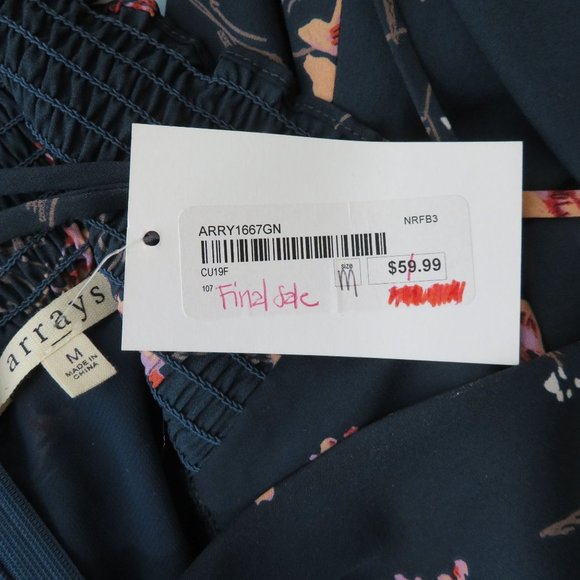 ARRY1667GN
NRFB3
CU19F
107
Final Sale
size
M
$59.99
arrays
M
MADE IN
CHINA